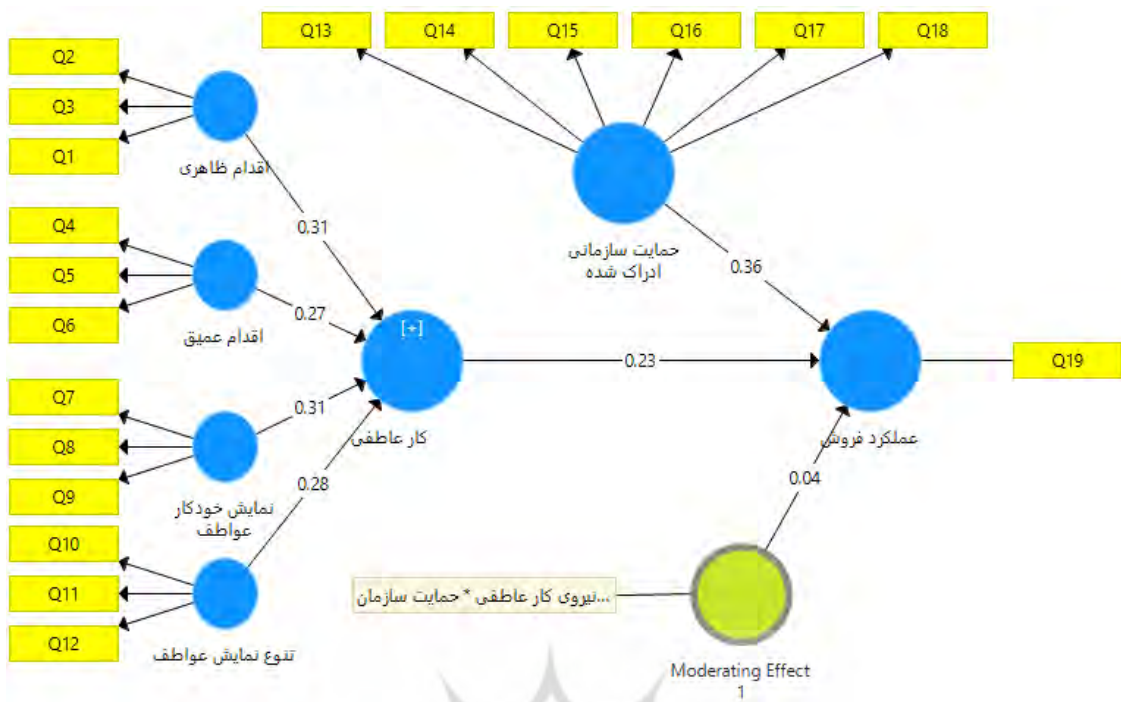 Q13
Q14
Q15
Q16
Q17
Q18
Q2
Q3
Q1
اقدام ظاهری
0.31
حمایت سازمانی
ادراک شده
0.36
Q4
Q5
Q6
اقدام عمیق
0.27
[+]
کار عاطفی
0.23
عملکرد فروش
Q19
Q7
Q8
Q9
نمایش خودکار
عواطف
0.31
0.28
0.04
Q10
Q11
Q12
تنوع نمایش عواطف
نیروی کار عاطفی * حمایت سازمان...
Moderating Effect
1